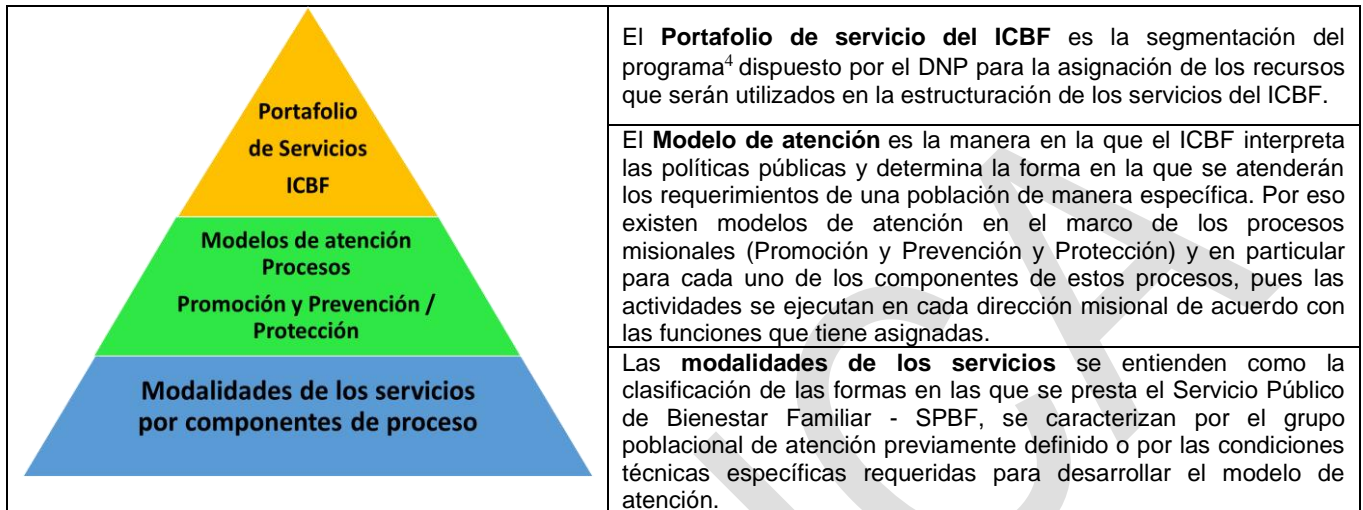 Portafolio
de Servicios
ICBF
Modelos de atención
Procesos
Promoción y Prevención /
Protección
Modalidades de los servicios
por componentes de proceso
El Portafolio de servicio del ICBF es la segmentación del
programa⁴ dispuesto por el DNP para la asignación de los recursos
que serán utilizados en la estructuración de los servicios del ICBF.
El Modelo de atención es la manera en la que el ICBF interpreta
las políticas públicas y determina la forma en la que se atenderán
los requerimientos de una población de manera específica. Por eso
existen modelos de atención en el marco de los procesos
misionales (Promoción y Prevención y Protección) y en particular
para cada uno de los componentes de estos procesos, pues las
actividades se ejecutan en cada dirección misional de acuerdo con
las funciones que tiene asignadas.
Las modalidades de los servicios se entienden como la
clasificación de las formas en las que se presta el Servicio Público
de Bienestar Familiar - SPBF, se caracterizan por el grupo
poblacional de atención previamente definido o por las condiciones
técnicas específicas requeridas para desarrollar el modelo de
atención.